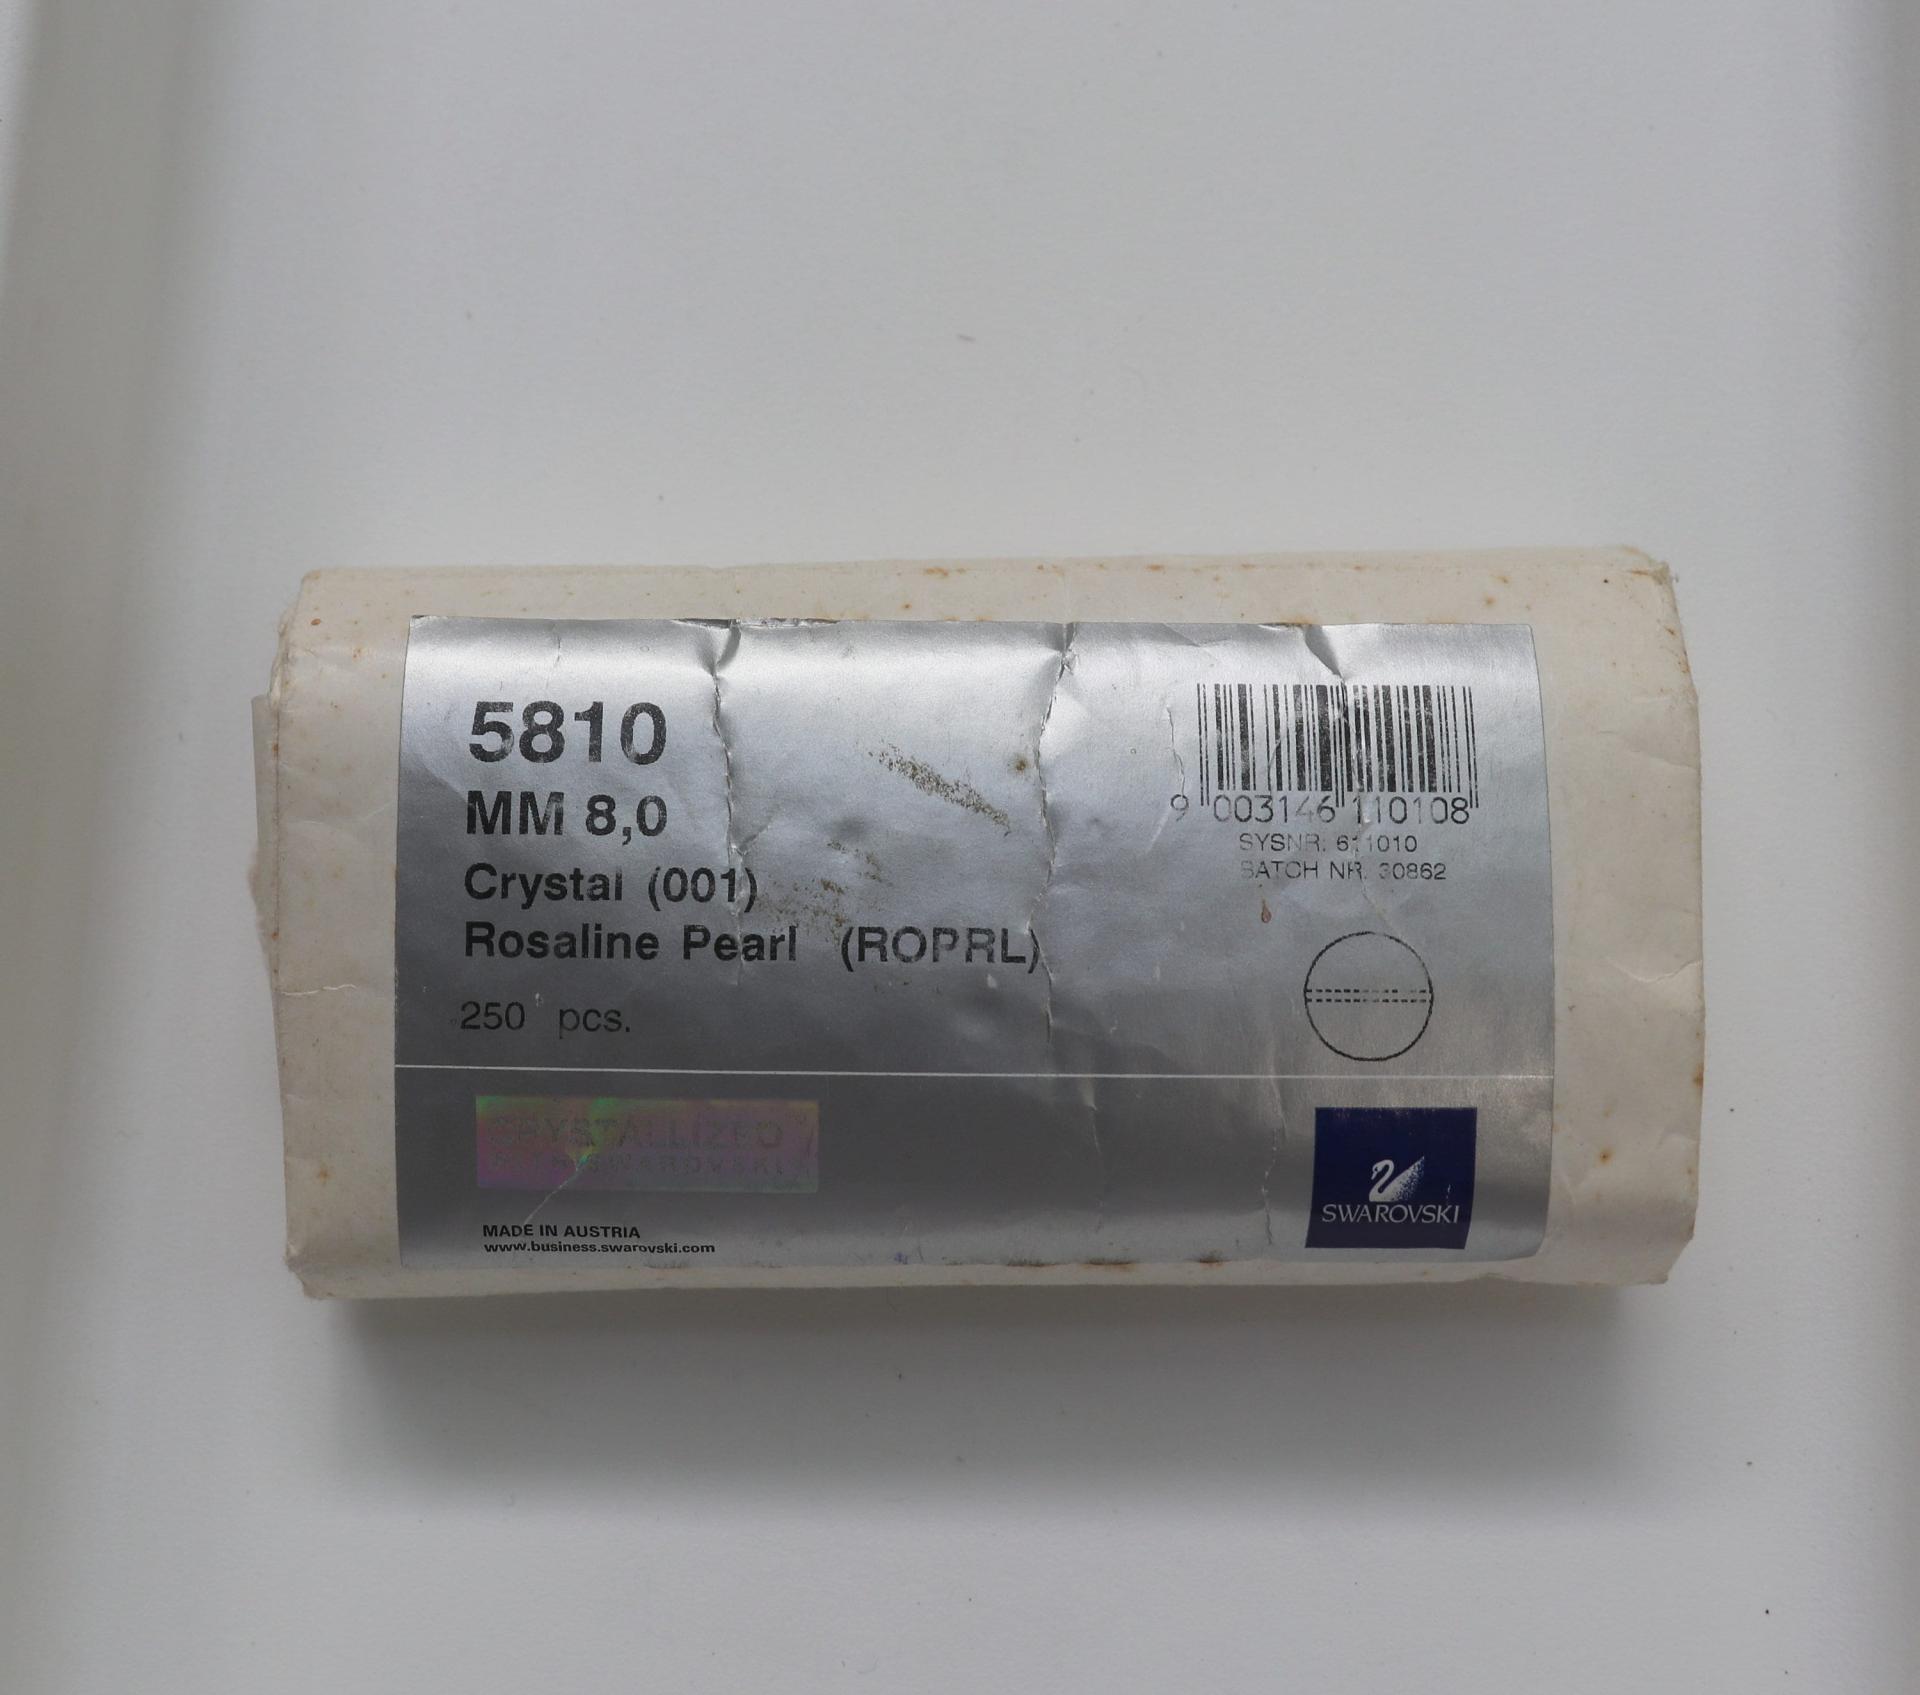 5810
MM 8,0
Crystal (001)
Rosaline Pearl (ROPRL)
250 pcs.
9 003146 110108
SYSNR: 611010
BATCH NR. 30862
CRYSTALLIZED
SWAROVSKI
MADE IN AUSTRIA
www.business.swarovski.com
SWAROVSKI